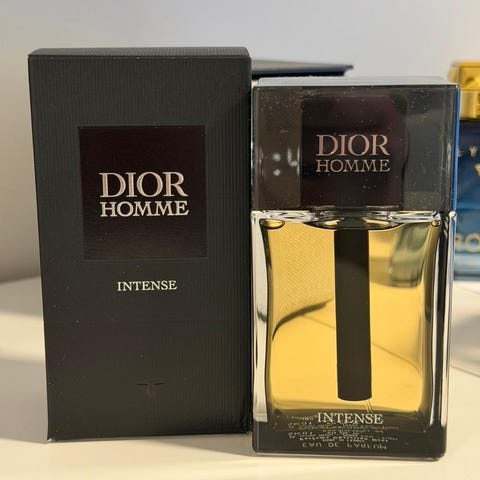 DIOR
HOMME
INTENSE
DIOR
HOMME
INTENSE
EAU DE PARFUM